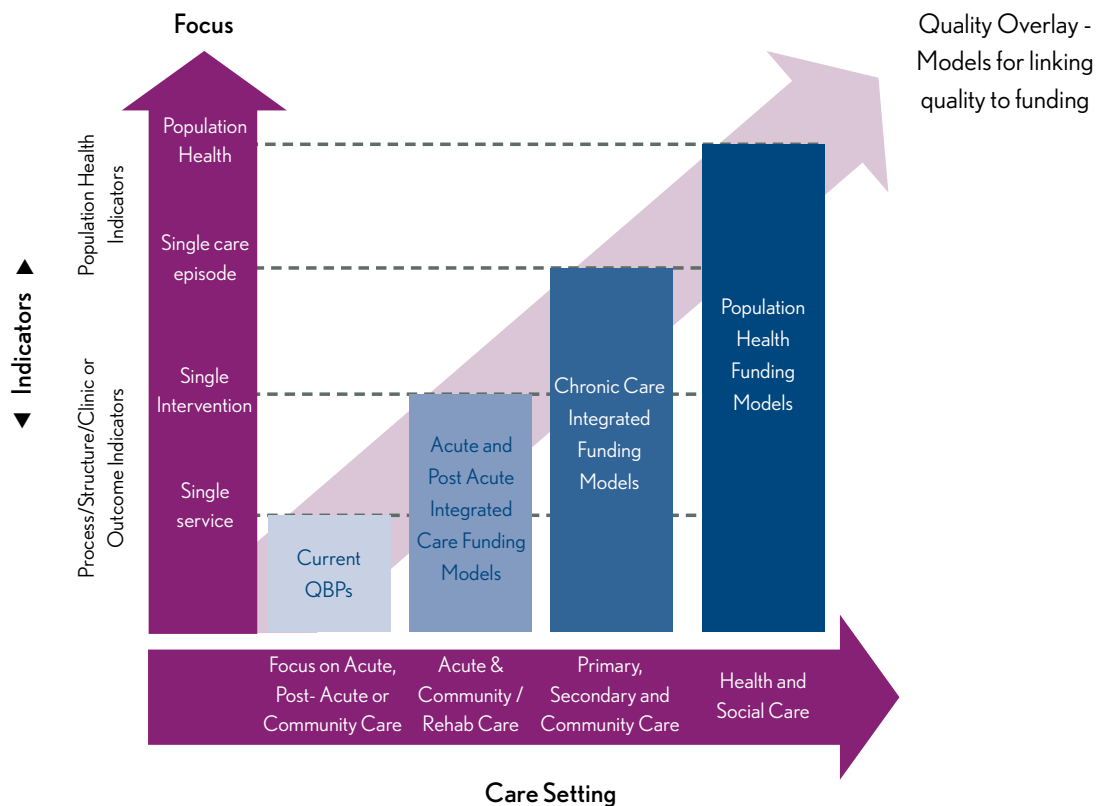 Focus
Quality Overlay -
Models for linking
quality to funding
Population
Health
Single care
episode
Single
Intervention
Single
service
Population Health
Indicators
Process/Structure/Clinic or
Outcome Indicators
◀ Indicators ▶
Current
QBPs
Acute and
Post Acute
Integrated
Care Funding
Models
Chronic Care
Integrated
Funding
Models
Population
Health
Funding
Models
Focus on Acute,
Post- Acute or
Community Care
Acute &
Community /
Rehab Care
Primary,
Secondary and
Community Care
Health and
Social Care
Care Setting